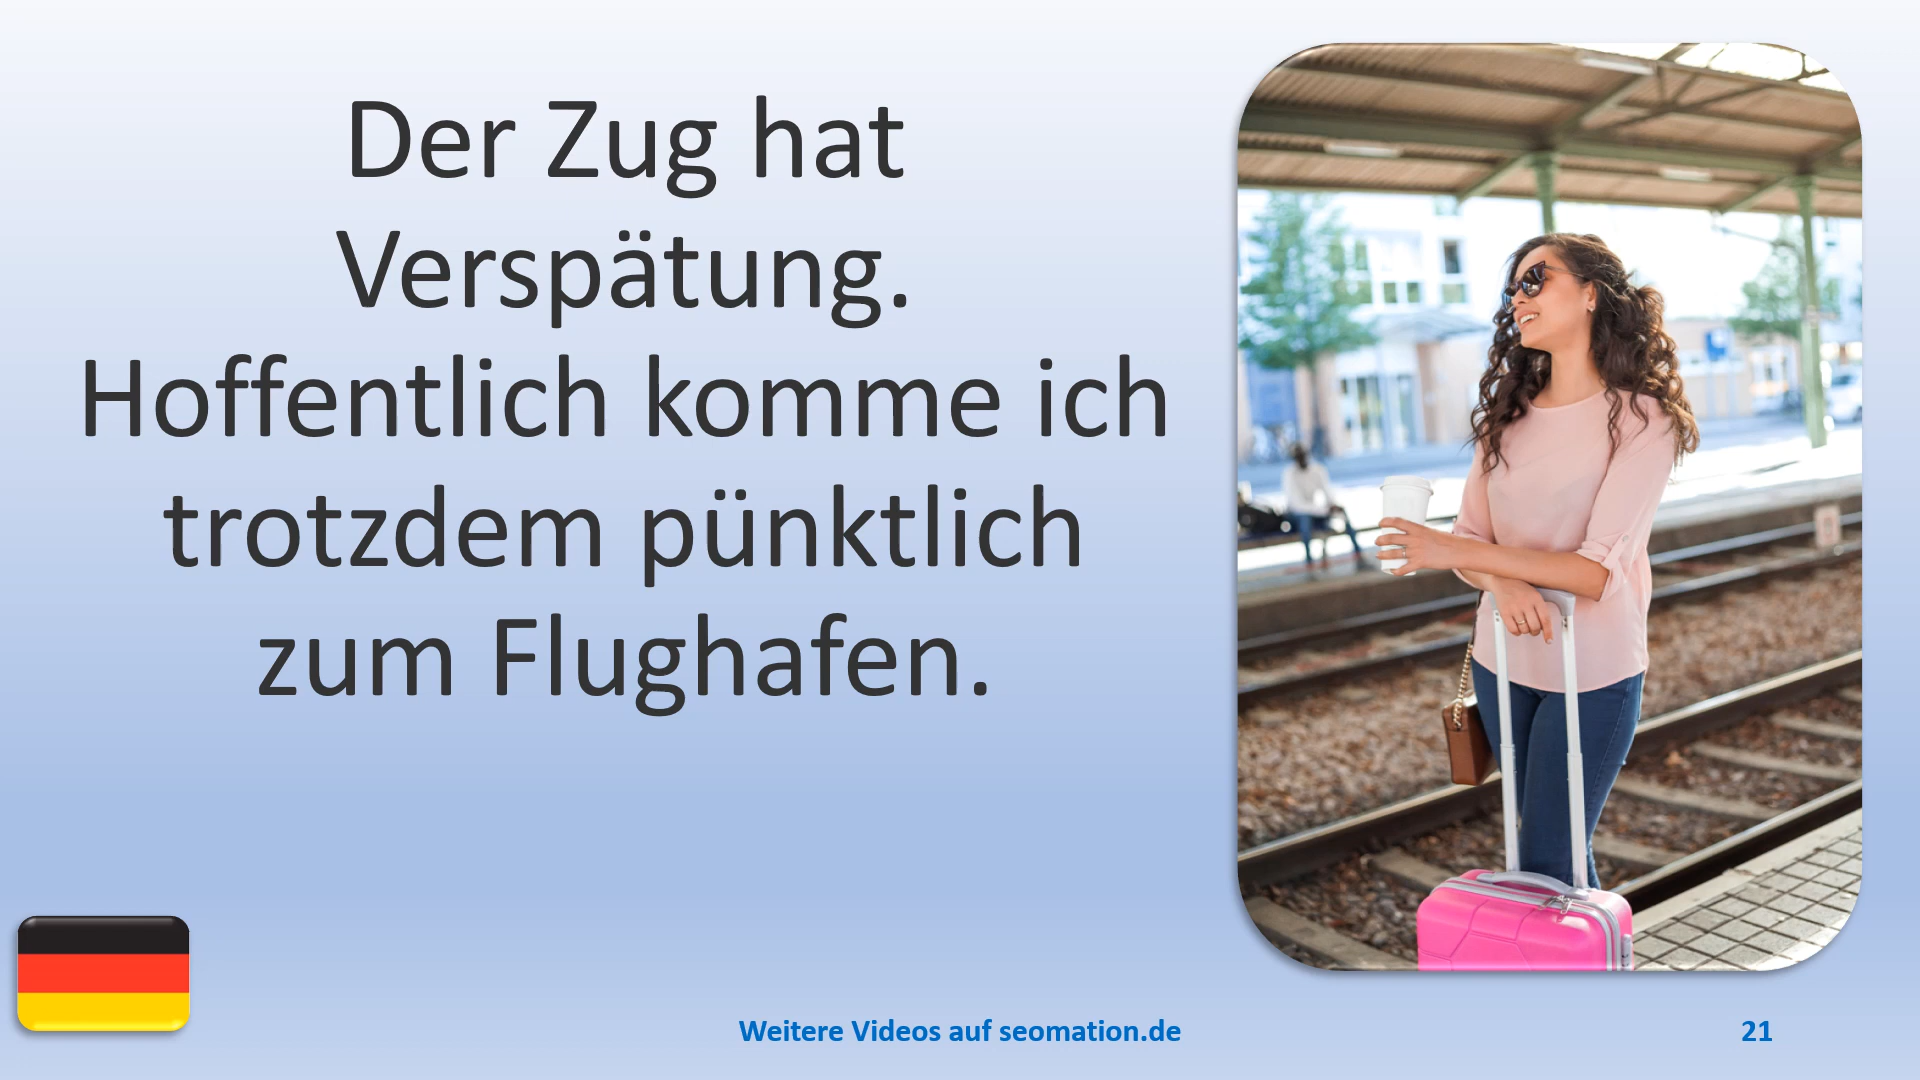 Der Zug hat
Verspätung.
Hoffentlich komme ich
trotzdem pünktlich
zum Flughafen.
Weitere Videos auf seomation.de
21